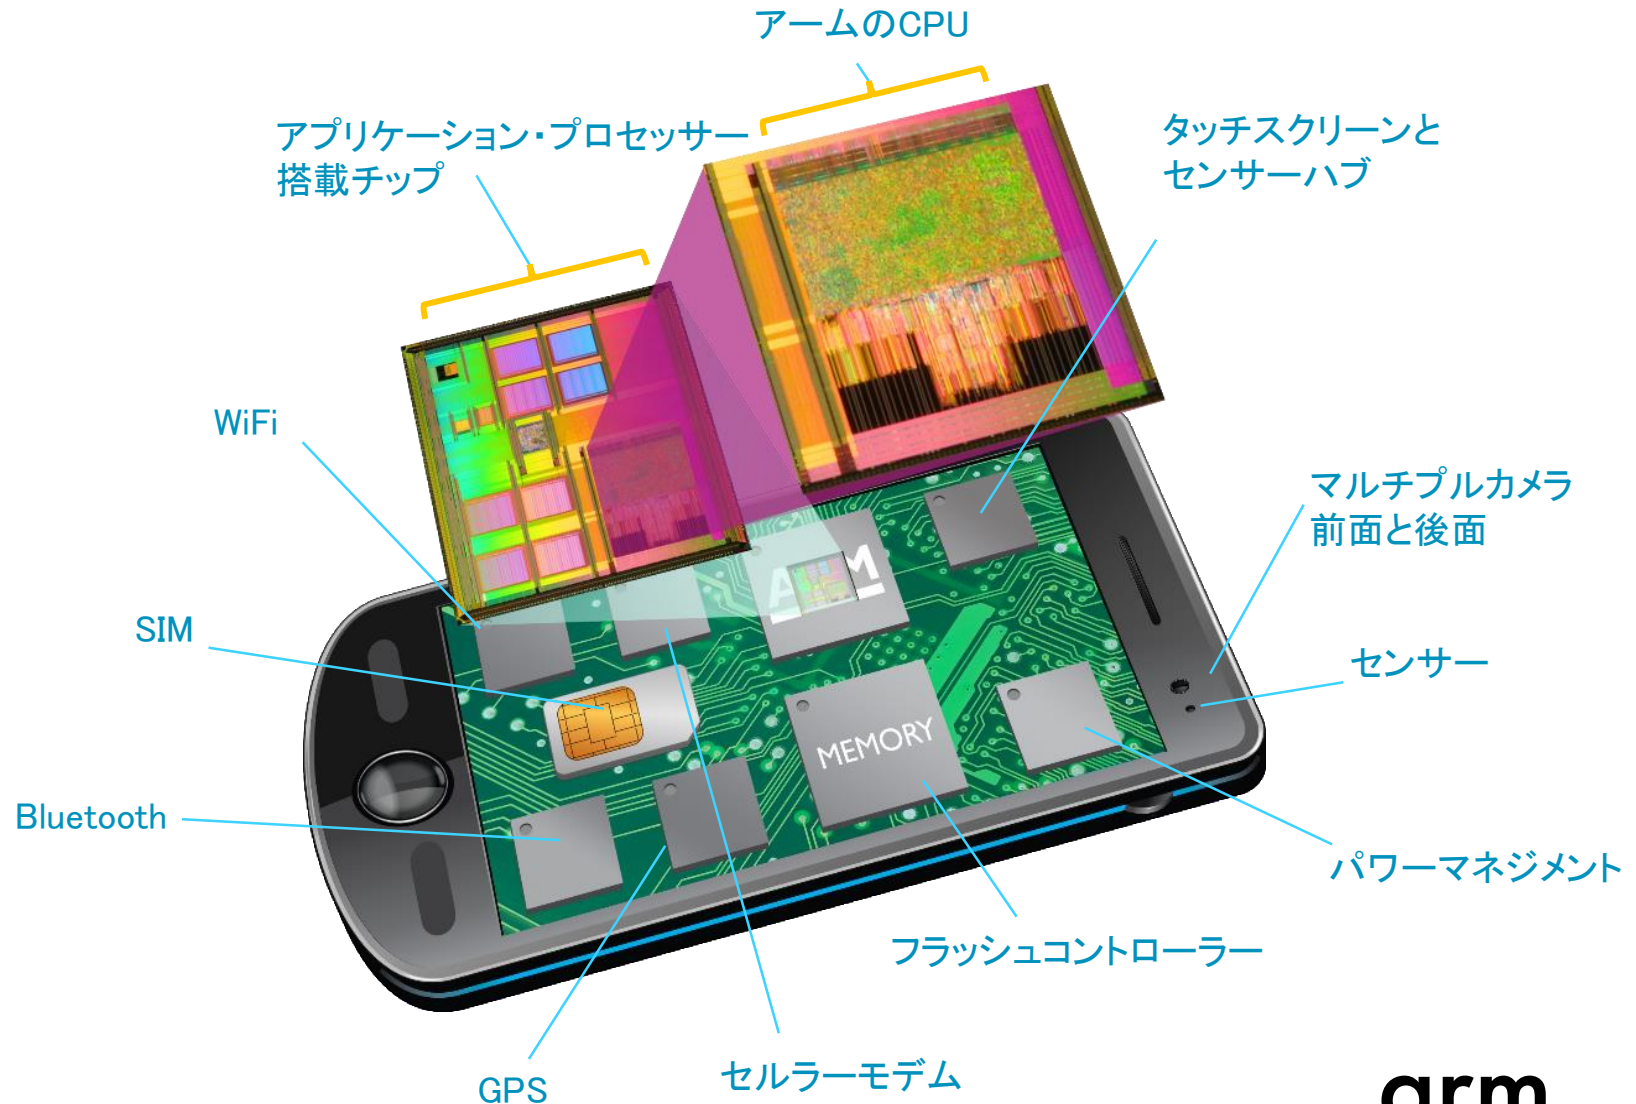 アームのCPU
アプリケーション・プロセッサー
搭載チップ
タッチスクリーンと
センサーハブ
WiFi
マルチプルカメラ
前面と後面
SIM
センサー
MEMORY
Bluetooth
パワーマネジメント
フラッシュコントローラー
セルラーモデム
GPS
arm